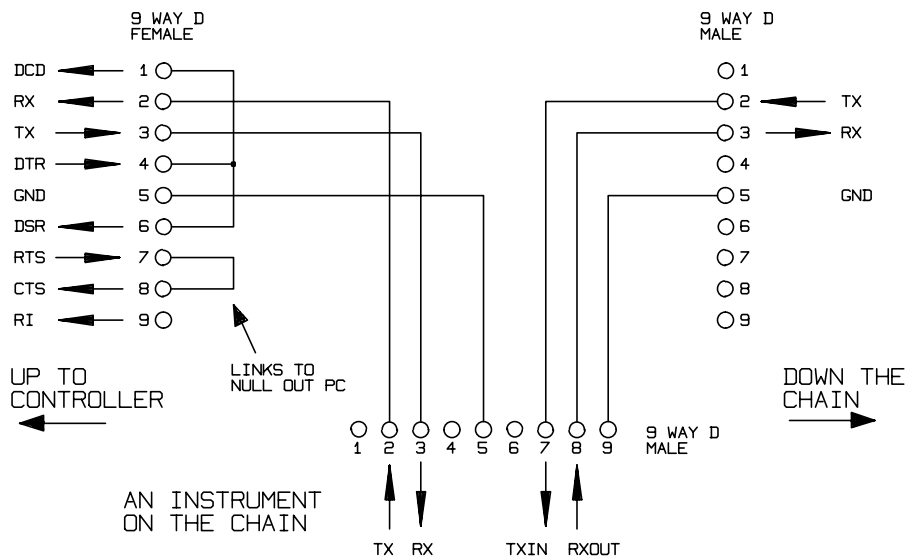 9 WAY D
FEMALE
9 WAY D
MALE
DCD 1 1
RX 2 2 TX
TX 3 3 RX
DTR 4 4
GND 5 5 GND
DSR 6 6
RTS 7 7
CTS 8 8
RI 9 9
LINKS TO
NULL OUT PC
UP TO
CONTROLLER
DOWN THE
CHAIN
1 2 3 4 5 6 7 8 9
9 WAY D
MALE
AN INSTRUMENT
ON THE CHAIN
TX RX TXIN RXOUT